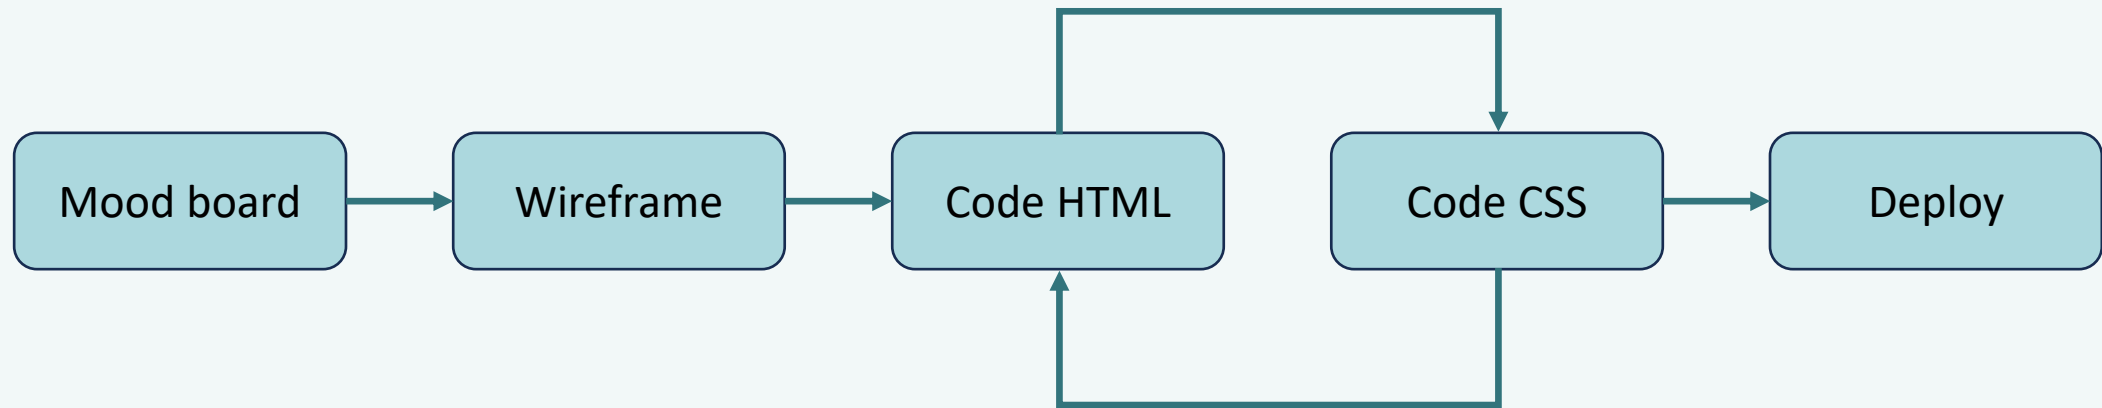 Mood board
Wireframe
Code HTML
Code CSS
Deploy